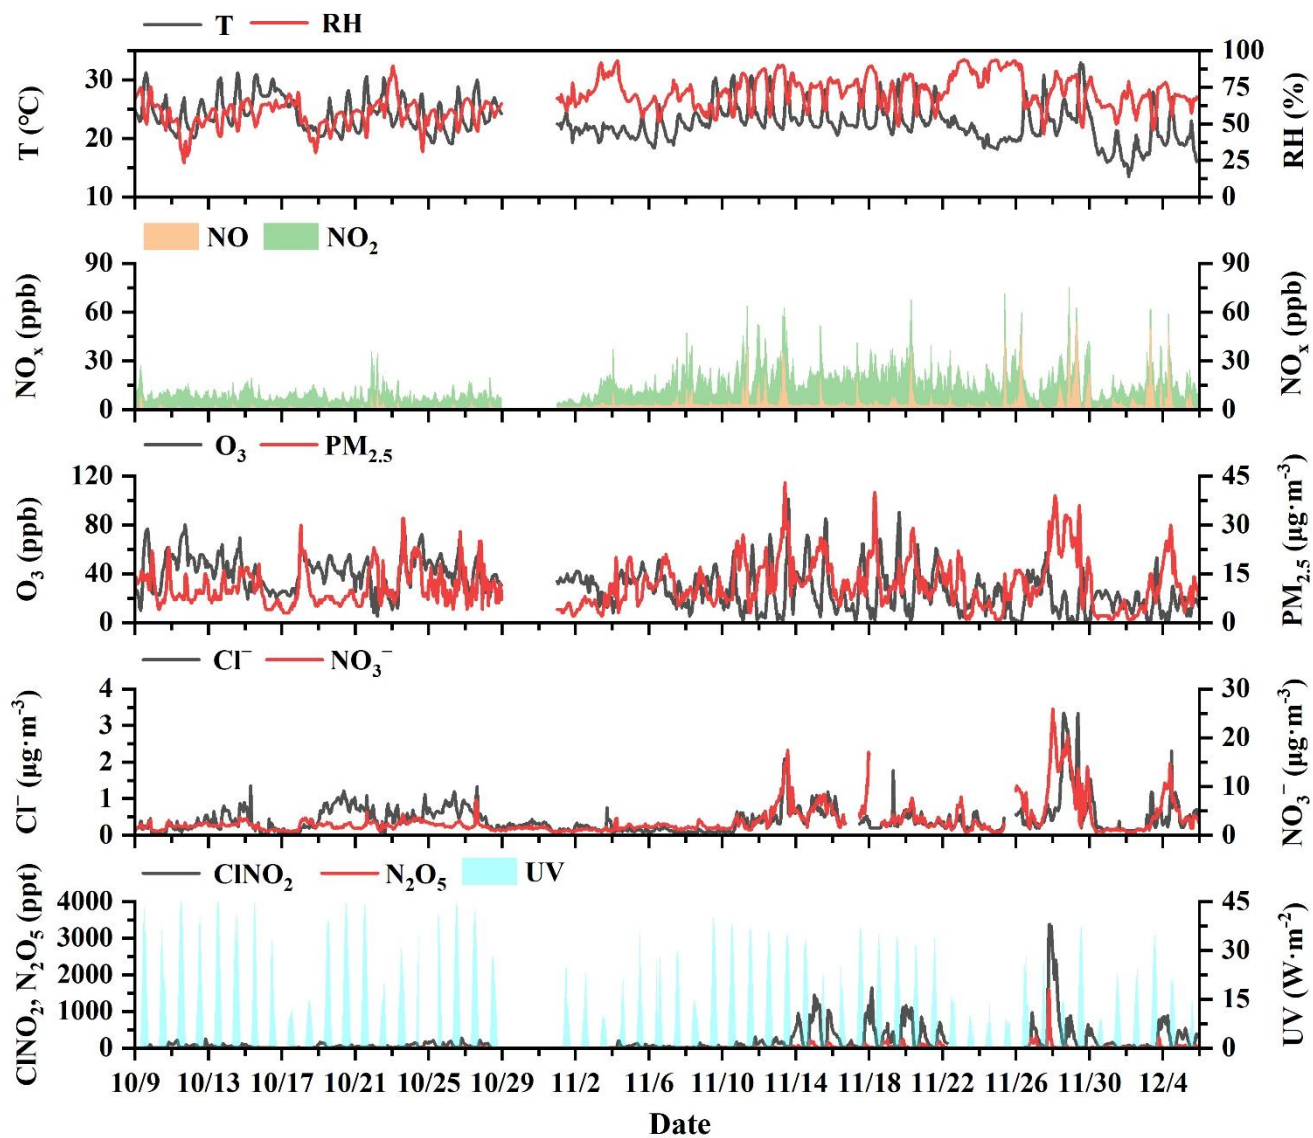 T RH
T (°C)
30
20
10
100
75
50
25
0
RH (%)
NO NO₂
NOₓ (ppb)
90
60
30
0
90
60
30
0
NOₓ (ppb)
O₃ PM₂.₅
O₃ (ppb)
120
80
40
0
45
30
15
0
PM₂.₅ (μg·m⁻³)
Cl⁻ NO₃⁻
Cl⁻ (μg·m⁻³)
4
3
2
1
0
30
20
10
0
NO₃⁻ (μg·m⁻³)
ClNO₂ N₂O₅ UV
ClNO₂, N₂O₅ (ppt)
4000
3000
2000
1000
0
45
30
15
0
UV (W·m⁻²)
10/9 10/13 10/17 10/21 10/25 10/29 11/2 11/6 11/10 11/14 11/18 11/22 11/26 11/30 12/4
Date